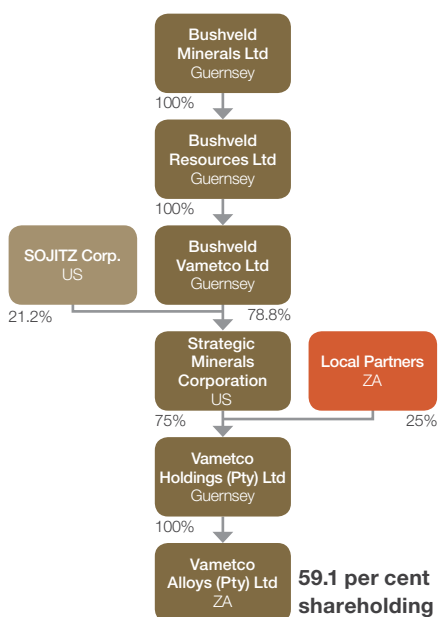 Bushveld
Minerals Ltd
Guernsey
100%
Bushveld
Resources Ltd
Guernsey
100%
SOJITZ Corp.
US
21.2%
Bushveld
Vametco Ltd
Guernsey
78.8%
Strategic
Minerals
Corporation
US
75%
Local Partners
ZA
25%
Vametco
Holdings (Pty) Ltd
Guernsey
100%
Vametco
Alloys (Pty) Ltd
ZA
59.1 per cent
shareholding